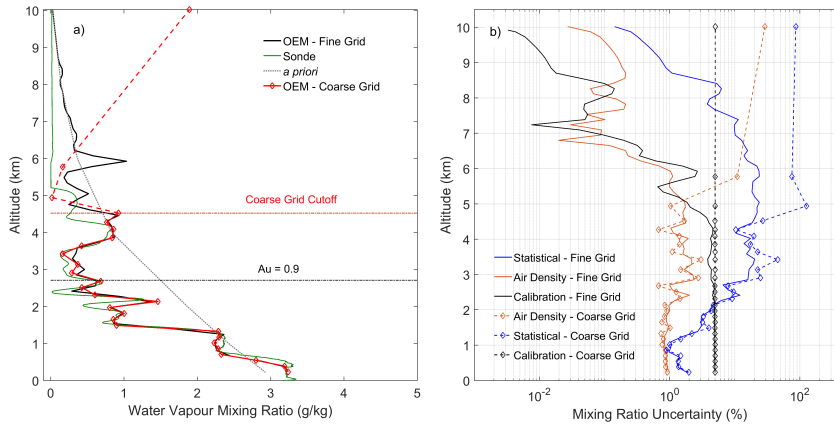 a)
OEM - Fine Grid
Sonde
a priori
OEM - Coarse Grid
Coarse Grid Cutoff
Au = 0.9
10
9
8
7
6
5
4
3
2
1
0
Altitude (km)
0 1 2 3 4 5
Water Vapour Mixing Ratio (g/kg)
b)
10
9
8
7
6
5
4
3
2
1
0
Altitude (km)
Statistical - Fine Grid
Air Density - Fine Grid
Calibration - Fine Grid
Air Density - Coarse Grid
Statistical - Coarse Grid
Calibration - Coarse Grid
10⁻² 10⁰ 10²
Mixing Ratio Uncertainty (%)